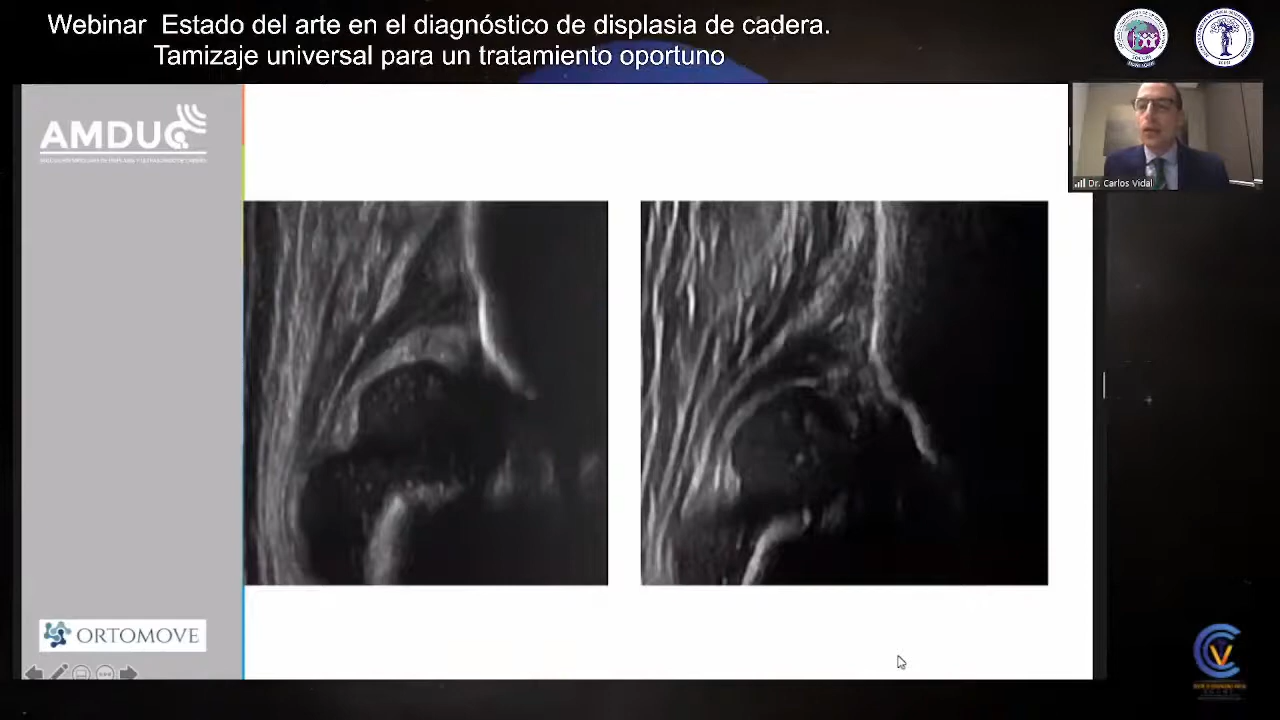 Webinar  Estado del arte en el diagnóstico de displasia de cadera.
Tamizaje universal para un tratamiento oportuno
AMDUC
Dr. Carlos Vidal
ORTOMOVE